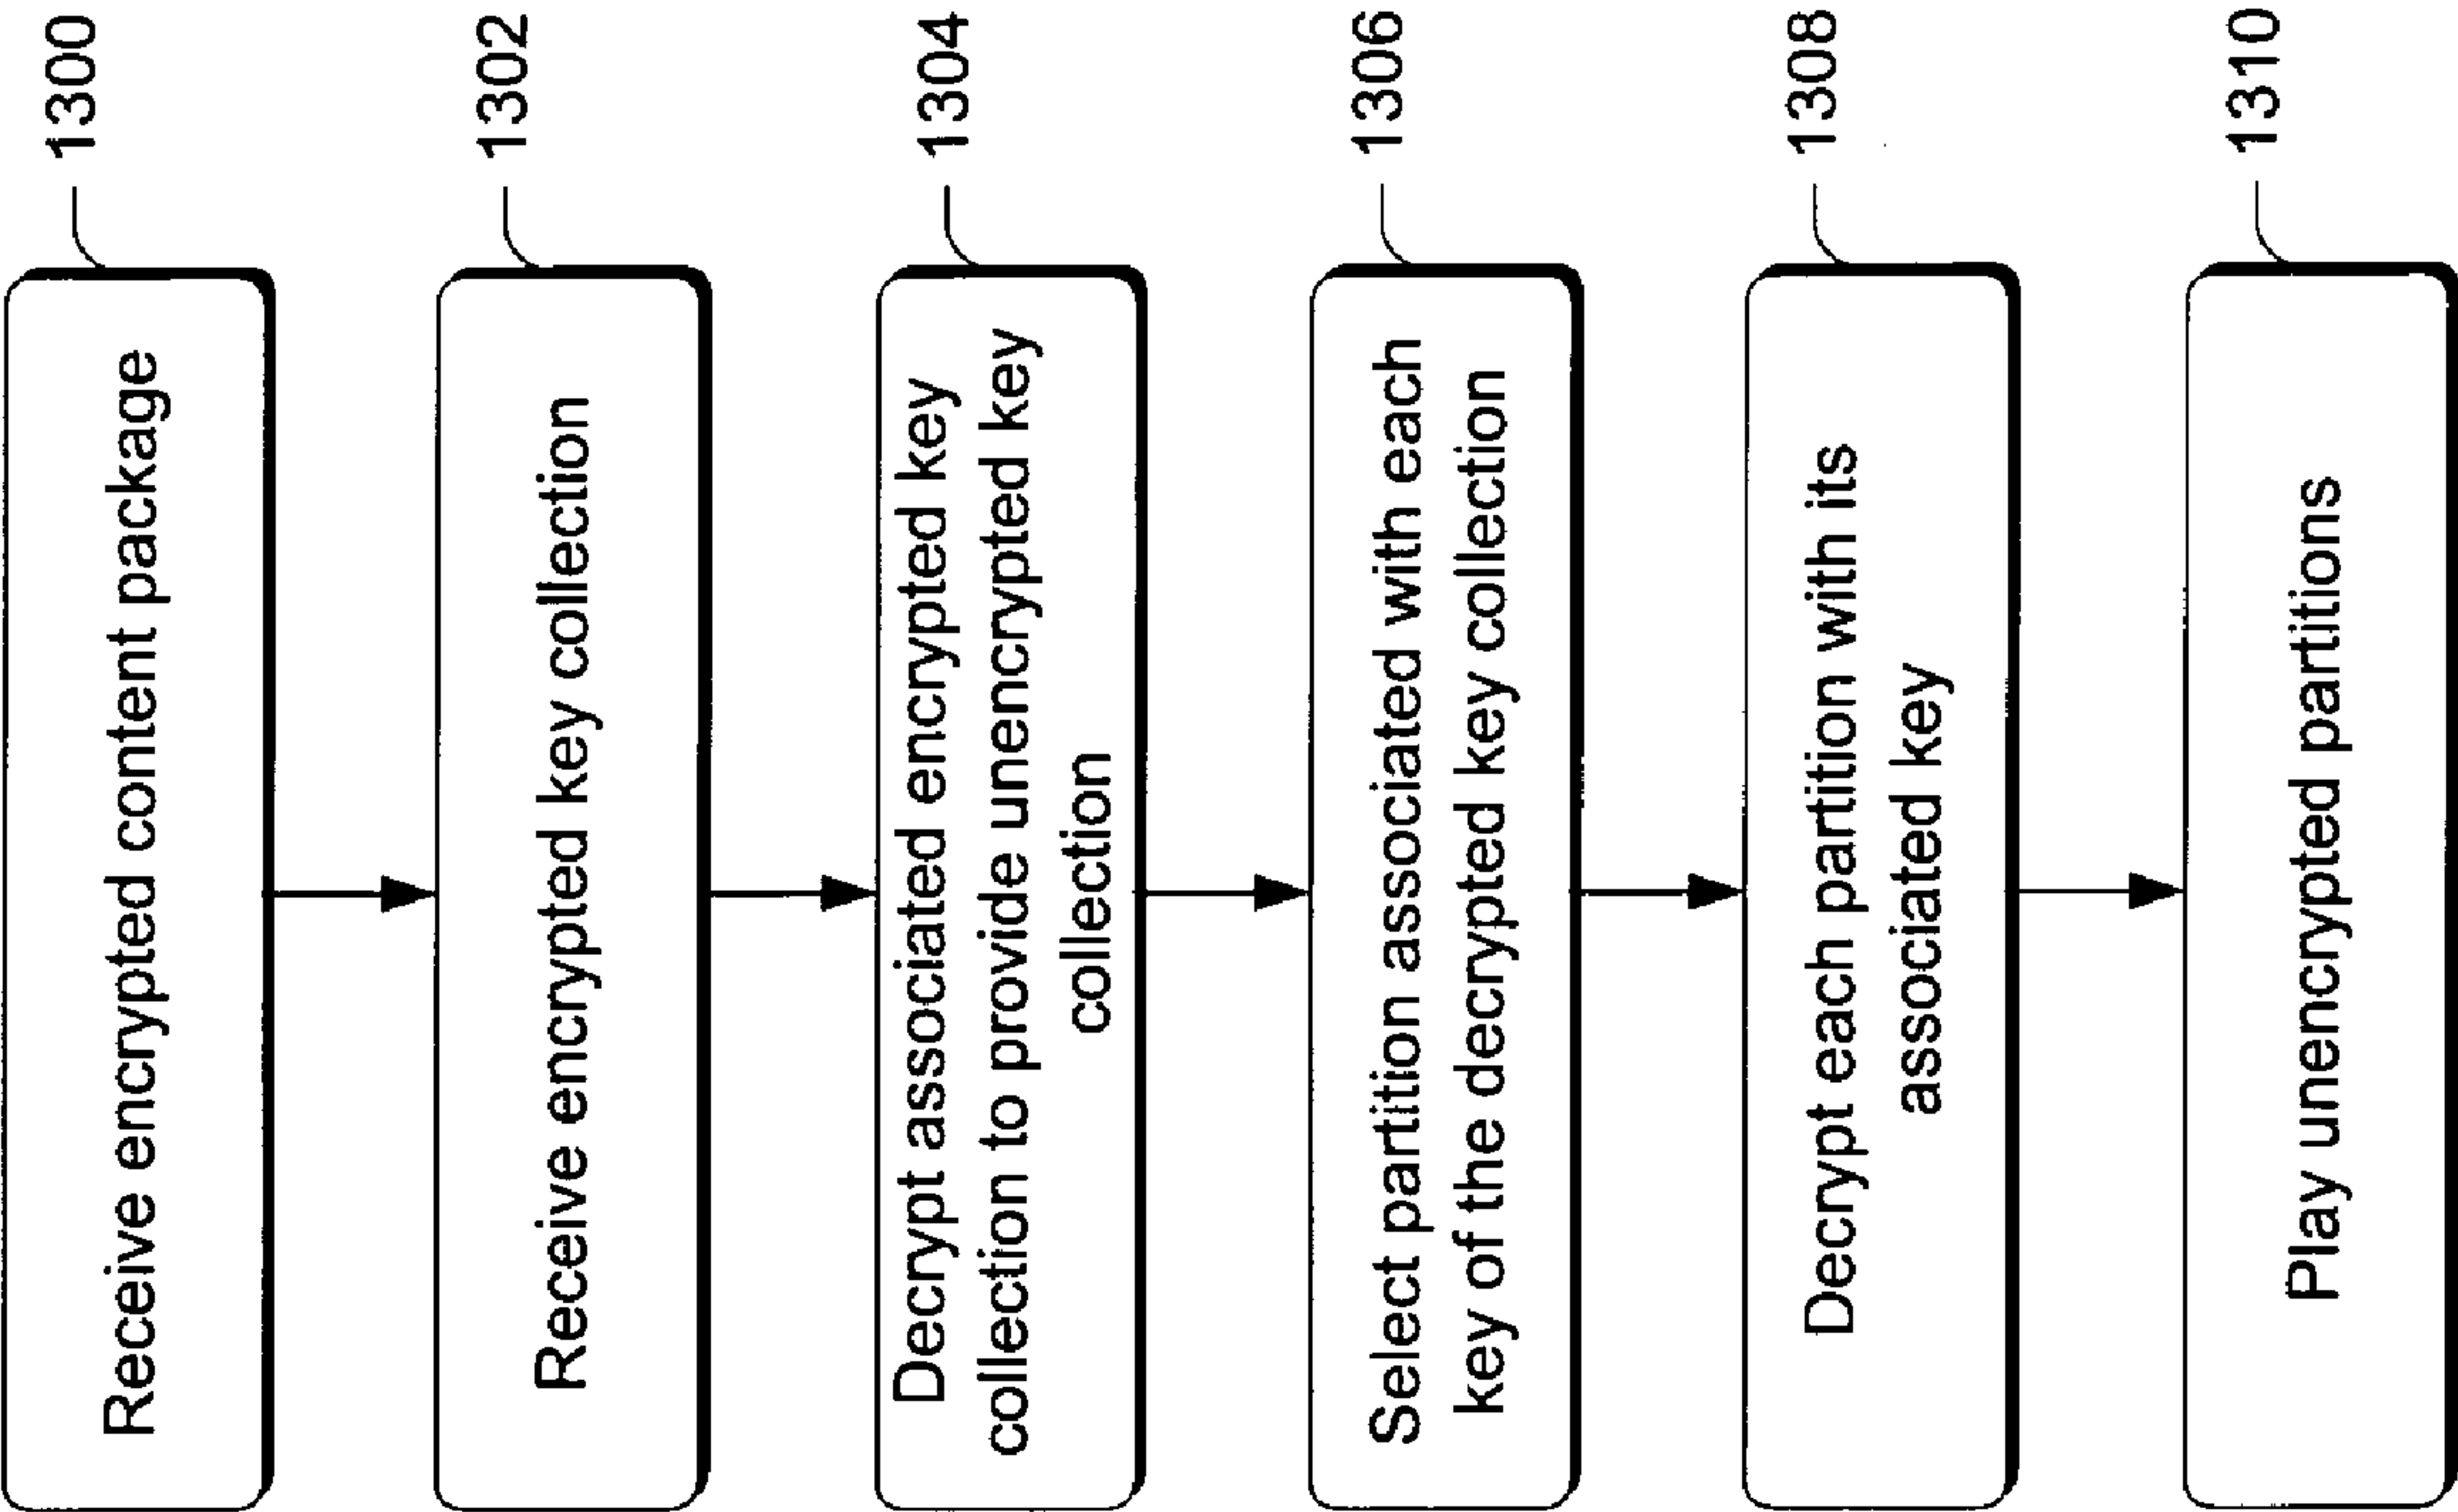 Receive encrypted content package
1300
Receive encrypted key collection
1302
Decrypt associated encrypted key
collection to provide unencrypted key
collection
1304
Select partition associated with each
key of the decrypted key collection
1306
Decrypt each partition with its
associated key
1308
Play unencrypted partitions
1310